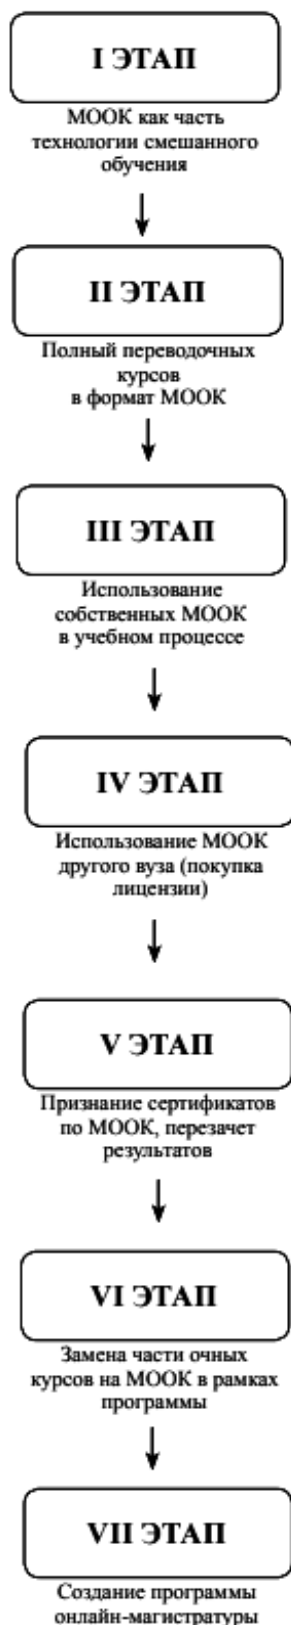 I ЭТАП
МООК как часть
технологии смешанного
обучения
II ЭТАП
Полный переводочных
курсов
в формат МООК
III ЭТАП
Использование
собственных МООК
в учебном процессе
IV ЭТАП
Использование МООК
другого вуза (покупка
лицензии)
V ЭТАП
Признание сертификатов
по МООК, перезачет
результатов
VI ЭТАП
Замена части очных
курсов на МООК в рамках
программы
VII ЭТАП
Создание программы
онлайн-магистратуры